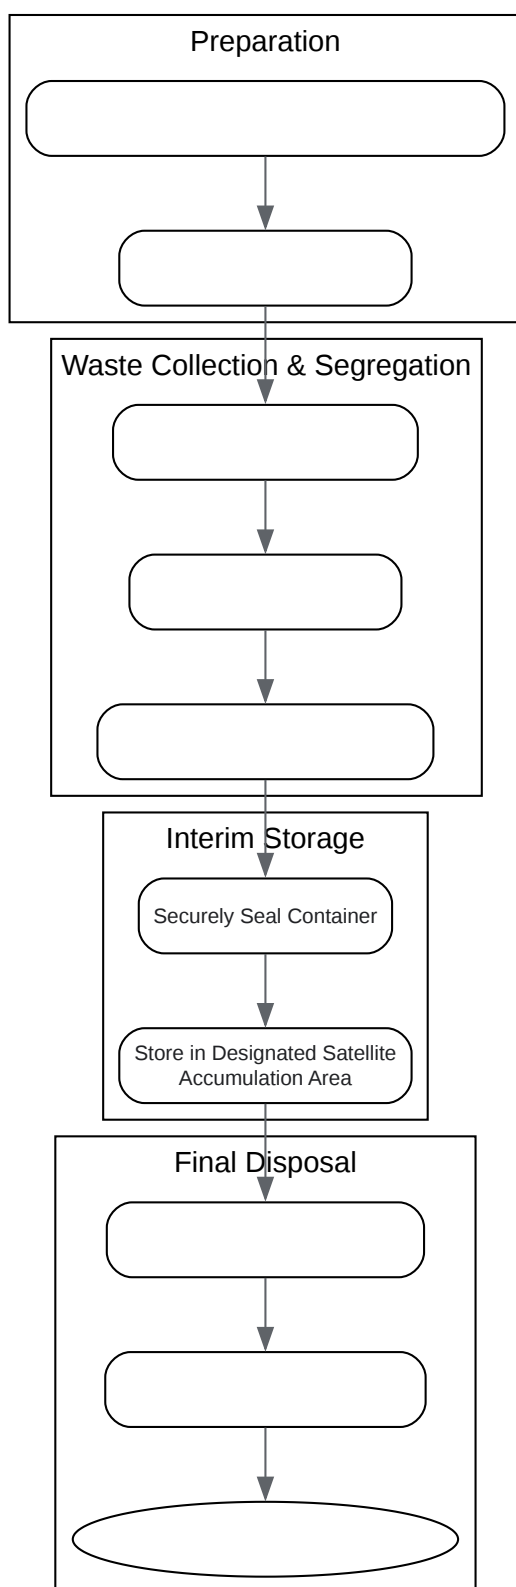 Preparation
Waste Collection & Segregation
Interim Storage
Securely Seal Container
Store in Designated Satellite
Accumulation Area
Final Disposal